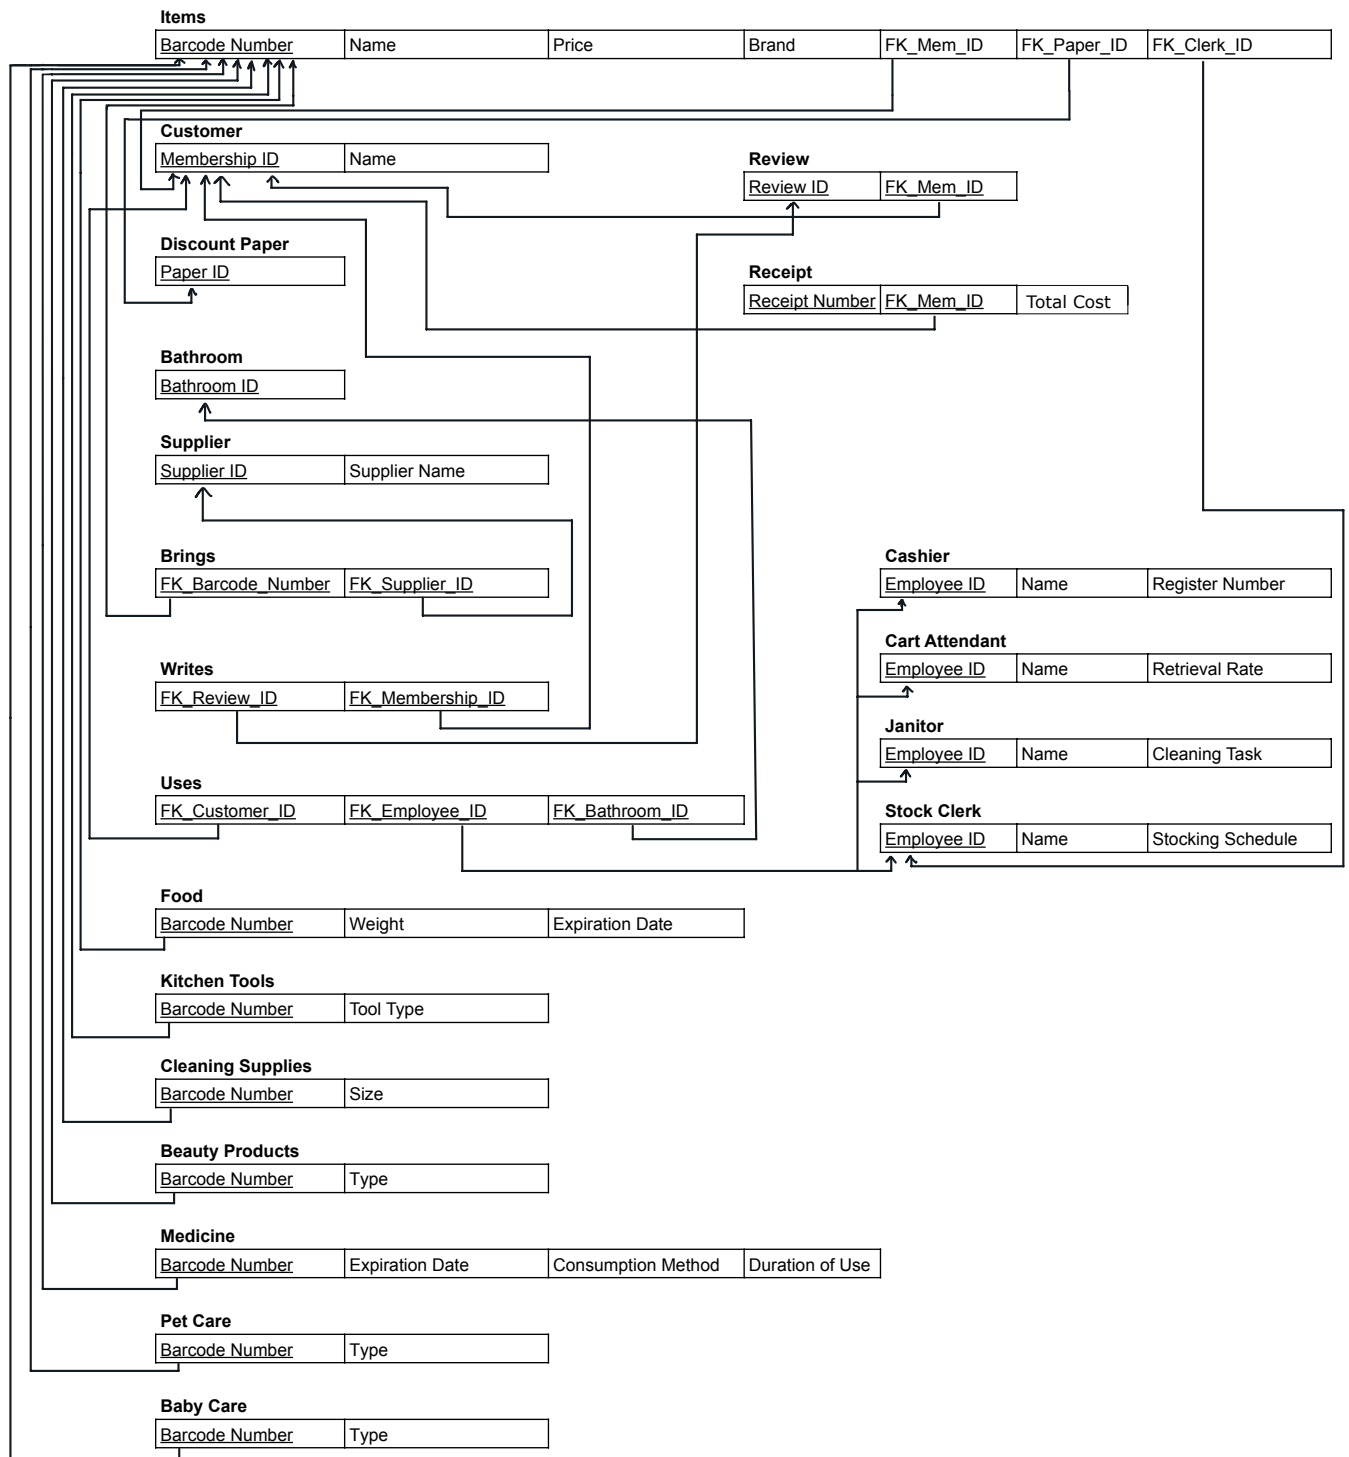 Items
Barcode Number Name Price Brand FK_Mem_ID FK_Paper_ID FK_Clerk_ID
Customer
Membership ID Name
Review
Review ID FK_Mem_ID
Discount Paper
Paper ID
Receipt
Receipt Number FK_Mem_ID Total Cost
Bathroom
Bathroom ID
Supplier
Supplier ID Supplier Name
Brings
FK_Barcode_Number FK_Supplier_ID
Cashier
Employee ID Name Register Number
Cart Attendant
Employee ID Name Retrieval Rate
Writes
FK_Review_ID FK_Membership_ID
Janitor
Employee ID Name Cleaning Task
Uses
FK_Customer_ID FK_Employee_ID FK_Bathroom_ID
Stock Clerk
Employee ID Name Stocking Schedule
Food
Barcode Number Weight Expiration Date
Kitchen Tools
Barcode Number Tool Type
Cleaning Supplies
Barcode Number Size
Beauty Products
Barcode Number Type
Medicine
Barcode Number Expiration Date Consumption Method Duration of Use
Pet Care
Barcode Number Type
Baby Care
Barcode Number Type